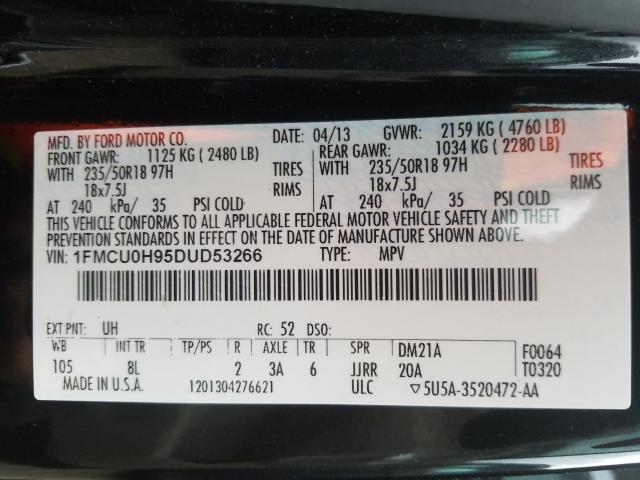 MFD. BY FORD MOTOR CO. DATE: 04/13 GVWR: 2159 KG ( 4760 LB)
FRONT GAWR: 1125 KG ( 2480 LB) REAR GAWR: 1034 KG ( 2280 LB)
WITH 235/50R18 97H TIRES WITH 235/50R18 97H TIRES
18x7.5J RIMS 18x7.5J RIMS
AT 240 kPa/ 35 PSI COLD AT 240 kPa/ 35 PSI COLD
THIS VEHICLE CONFORMS TO ALL APPLICABLE FEDERAL MOTOR VEHICLE SAFETY AND THEFT
PREVENTION STANDARDS IN EFFECT ON THE DATE OF MANUFACTURE SHOWN ABOVE.
VIN: 1FMCU0H95DUD53266 TYPE: MPV
EXT PNT: UH RC: 52 DSO:
WB INT TR TP/PS R AXLE TR SPR DM21A F0064
105 8L 2 3A 6 JJRR 20A T0320
MADE IN U.S.A. 1201304276621 ULC ▽5U5A-3520472-AA